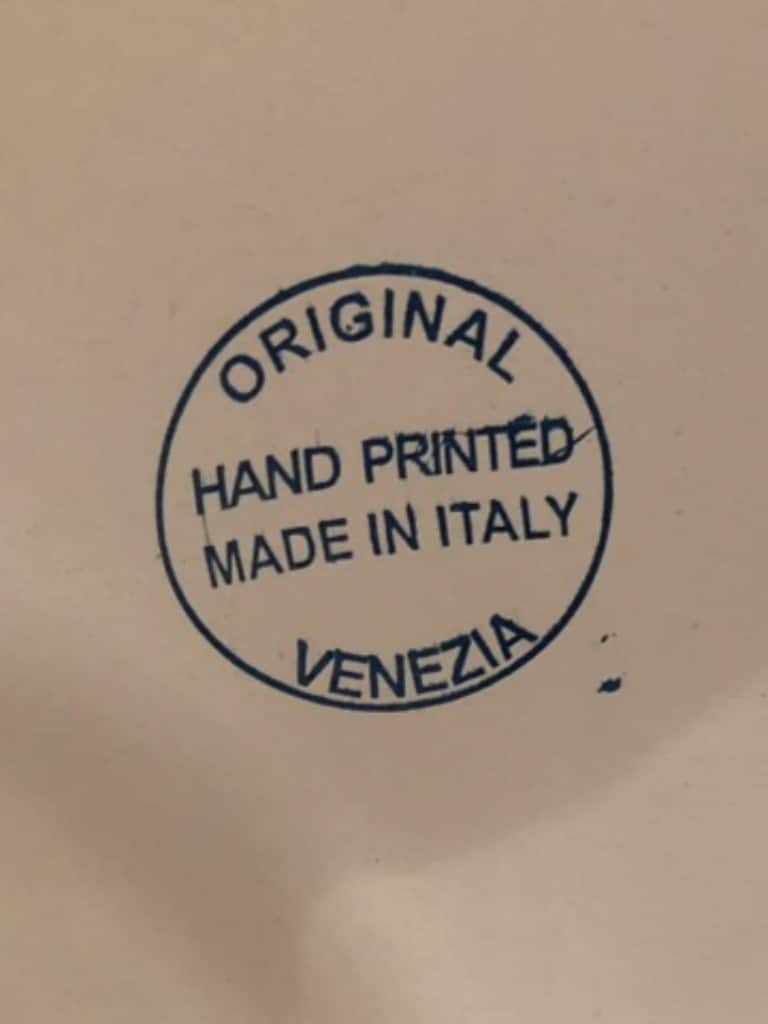 ORIGINAL
HAND PRINTED
MADE IN ITALY
VENEZIA